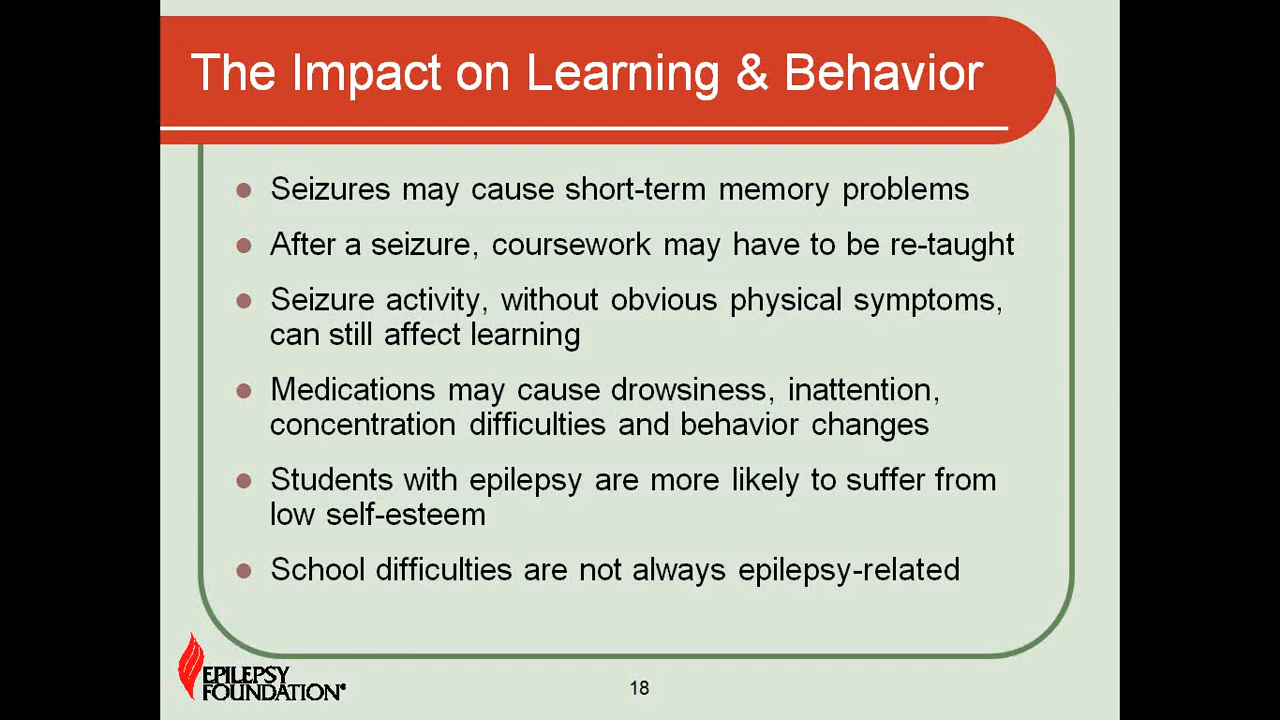 The Impact on Learning & Behavior
Seizures may cause short-term memory problems
After a seizure, coursework may have to be re-taught
Seizure activity, without obvious physical symptoms,
can still affect learning
Medications may cause drowsiness, inattention,
concentration difficulties and behavior changes
Students with epilepsy are more likely to suffer from
low self-esteem
School difficulties are not always epilepsy-related
EPILEPSY
FOUNDATION®
18